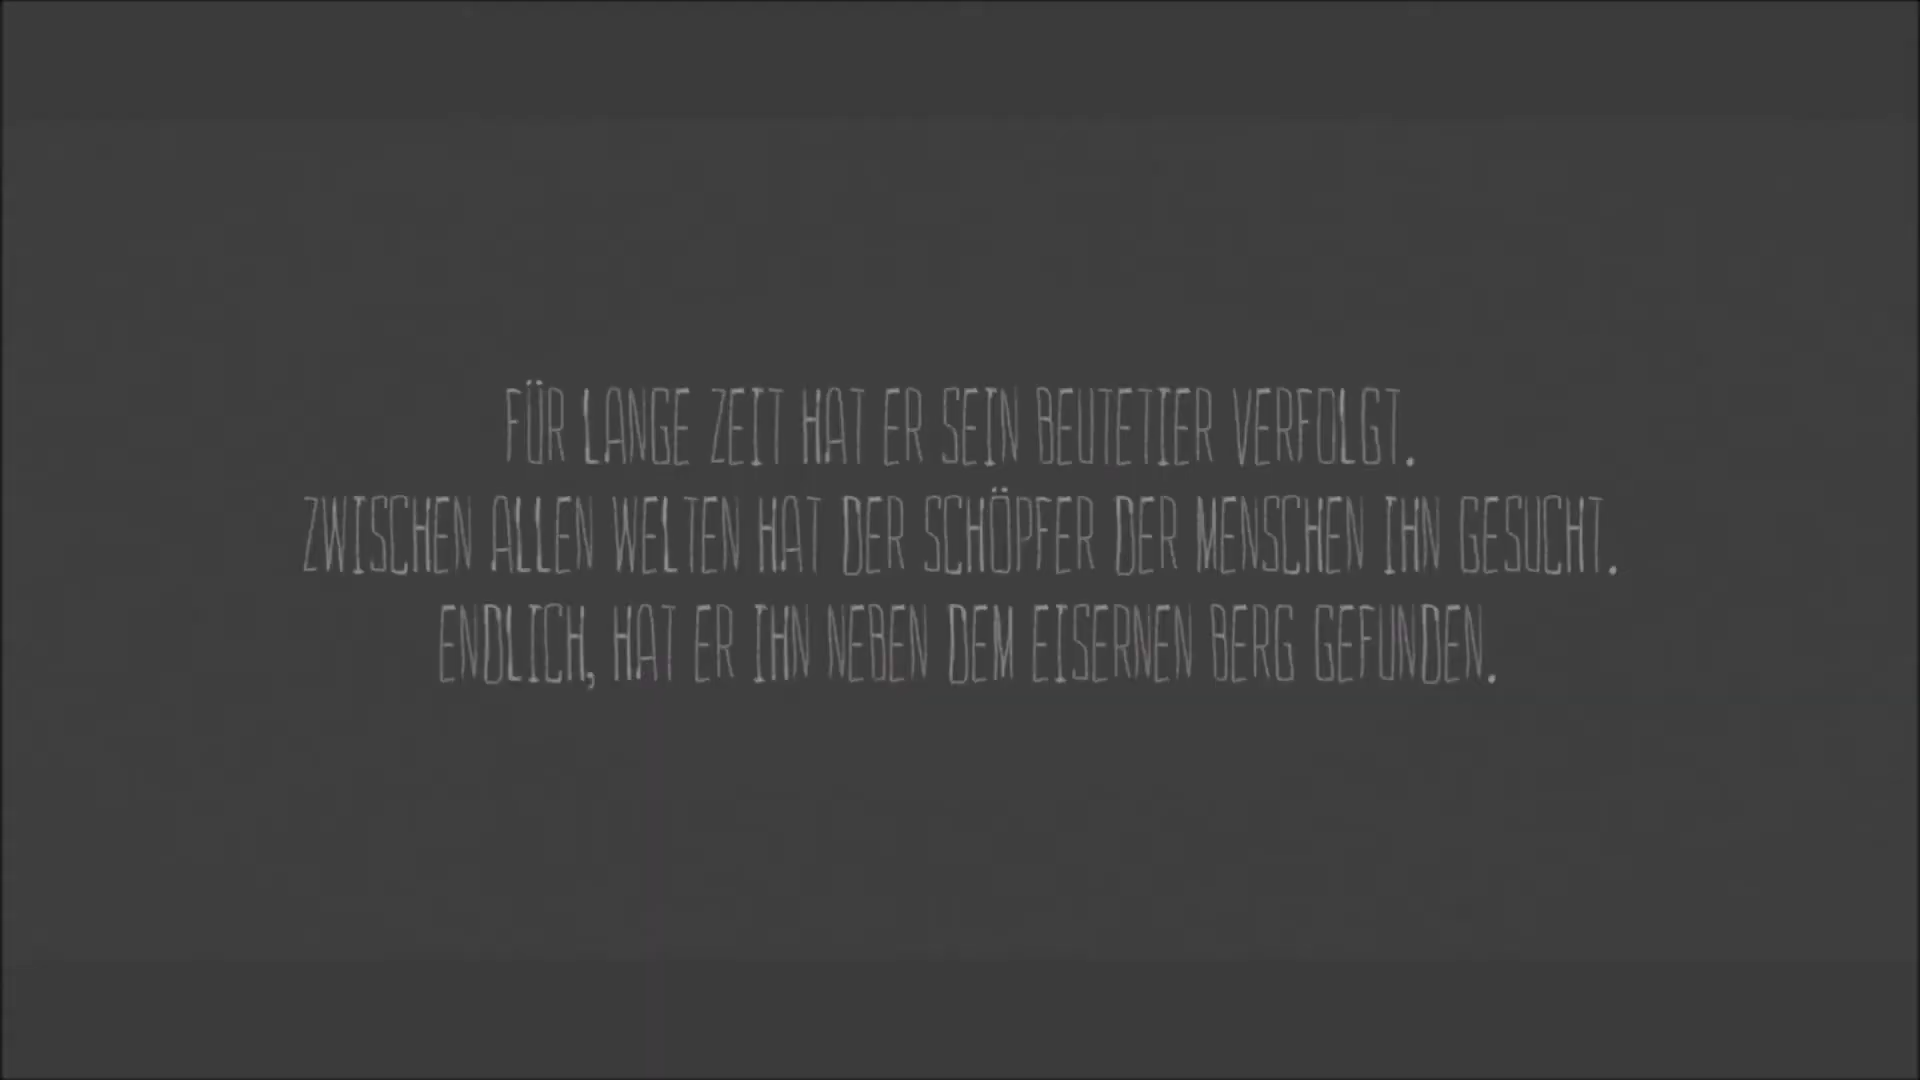 FÜR LANGE ZEIT HAT ER SEIN BEUTETIER VERFOLGT.
ZWISCHEN ALLEN WELTEN HAT DER SCHÖPFER DER MENSCHEN IHN GESUCHT.
ENDLICH, HAT ER IHN NEBEN DEM EISERNEN BERG GEFUNDEN.